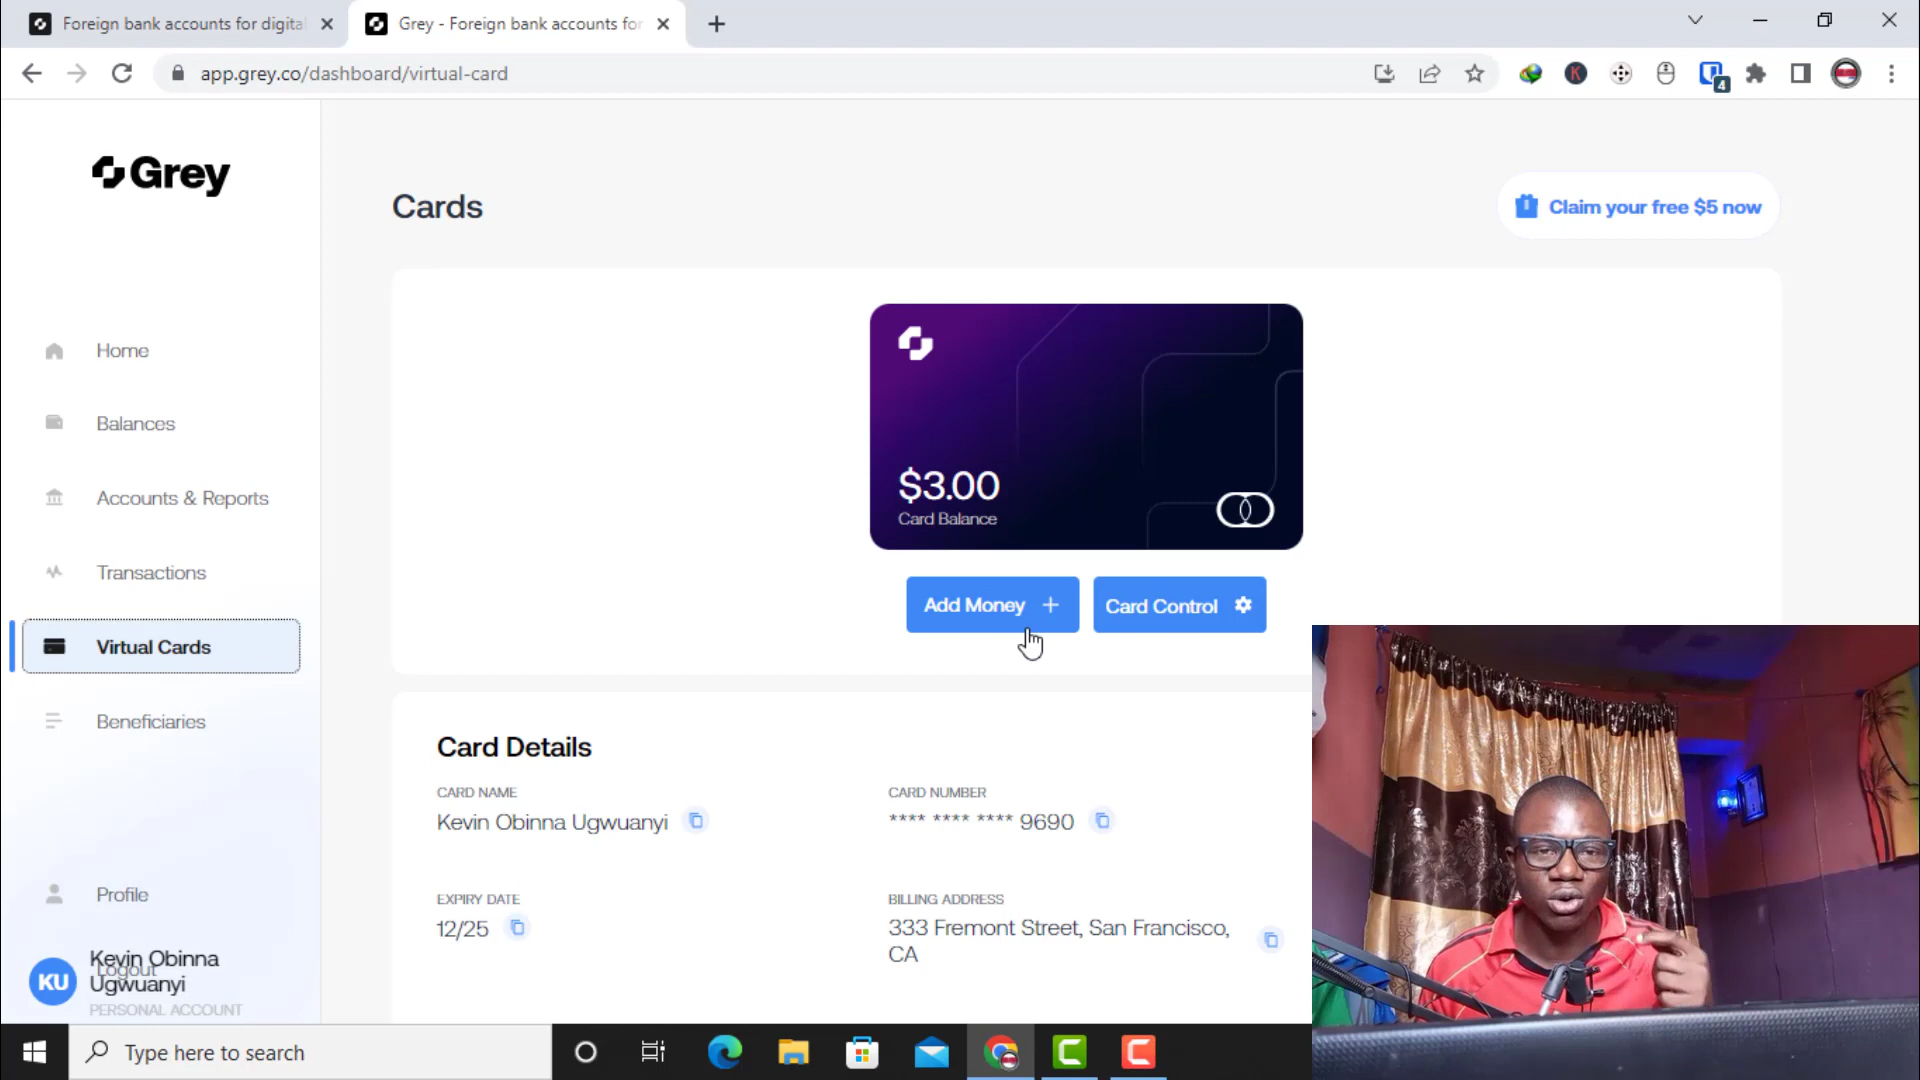 Foreign bank accounts for digita
Grey - Foreign bank accounts for
app.grey.co/dashboard/virtual-card
K
4
Grey
Cards
Claim your free $5 now
Home
Balances
Accounts & Reports
Transactions
Virtual Cards
Beneficiaries
$3.00
Card Balance
Add Money +
Card Control
Card Details
CARD NAME
Kevin Obinna Ugwuanyi
CARD NUMBER
**** **** **** 9690
EXPIRY DATE
12/25
BILLING ADDRESS
333 Fremont Street, San Francisco,
CA
Profile
Logout
KU
Kevin Obinna
Ugwuanyi
PERSONAL ACCOUNT
Type here to search